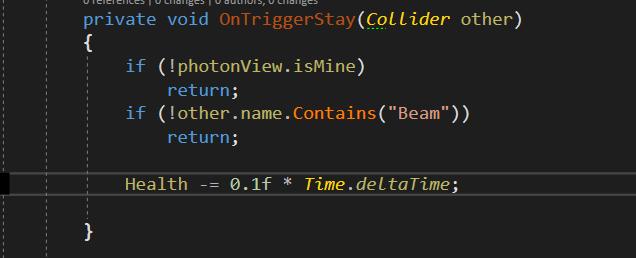 0 references | 0 changes | 0 authors, 0 changes
private void OnTriggerStay(Collider other)
{
if (!photonView.isMine)
return;
if (!other.name.Contains("Beam"))
return;
Health -= 0.1f * Time.deltaTime;
}